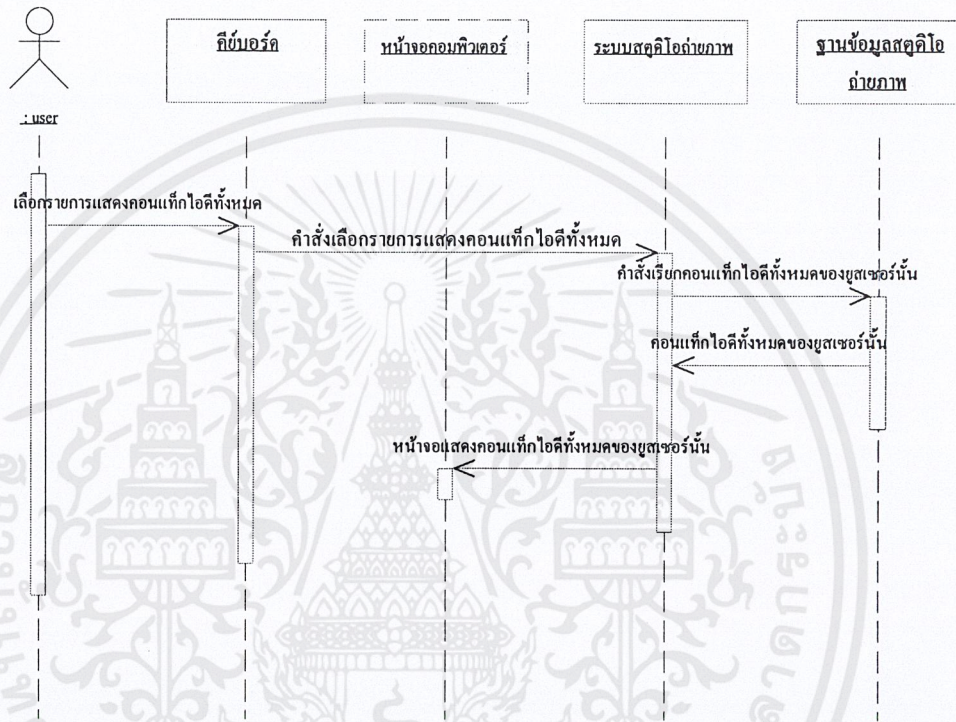 คีย์บอร์ด
หน้าจอคอมพิวเตอร์
ระบบสตูดิโอถ่ายภาพ
ฐานข้อมูลสตูดิโอ
ถ่ายภาพ
: user
เลือกรายการแสดงคอนแท็กไอดีทั้งหมด
คำสั่งเลือกรายการแสดงคอนแท็กไอดีทั้งหมด
คำสั่งเรียกคอนแท็กไอดีทั้งหมดของยูสเซอร์นั้น
คอนแท็กไอดีทั้งหมดของยูสเซอร์นั้น
หน้าจอแสดงคอนแท็กไอดีทั้งหมดของยูสเซอร์นั้น